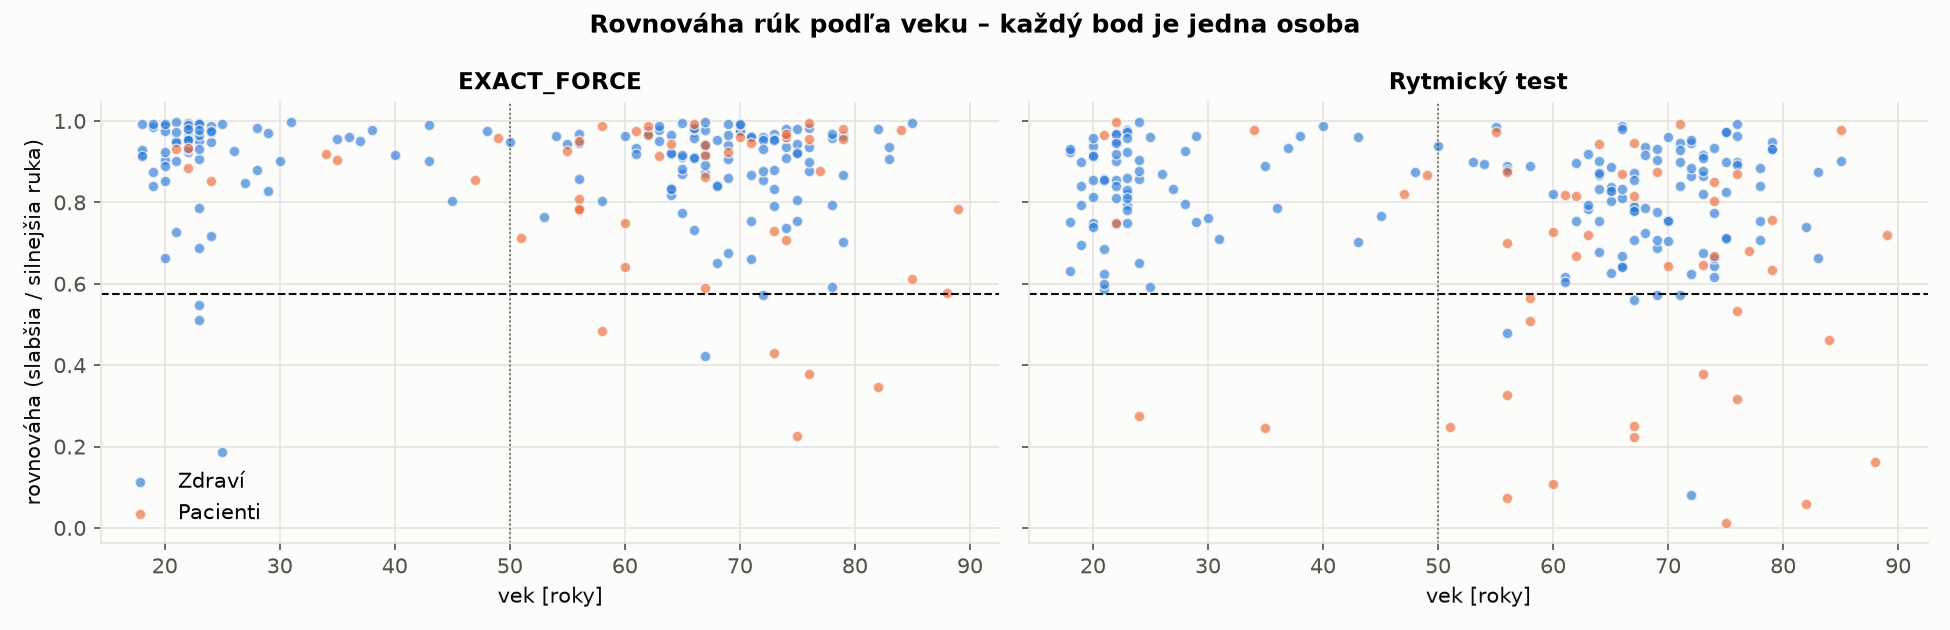 Rovnováha rúk podľa veku – každý bod je jedna osoba
EXACT_FORCE
rovnováha (slabšia / silnejšia ruka)
1.0
0.8
0.6
0.4
0.2
0.0
Zdraví
Pacienti
20 30 40 50 60 70 80 90
vek [roky]
Rytmický test
20 30 40 50 60 70 80 90
vek [roky]